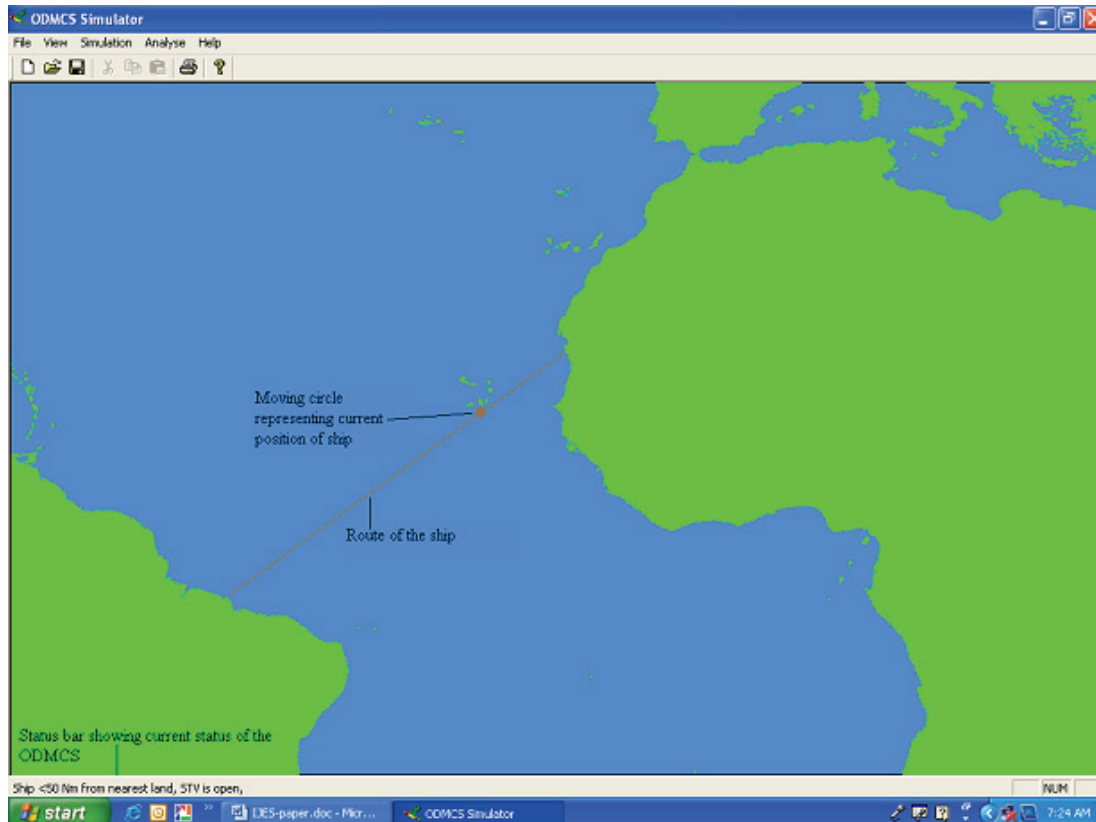 ODMCS Simulator
File View Simulation Analyse Help
Moving circle
representing current
position of ship
Route of the ship
Status bar showing current status of the
ODMCS
Ship <50 Nm from nearest land, STV is open,
NUM
start
IJES-paper.doc - Micr...
ODMCS Simulator
7:24 AM